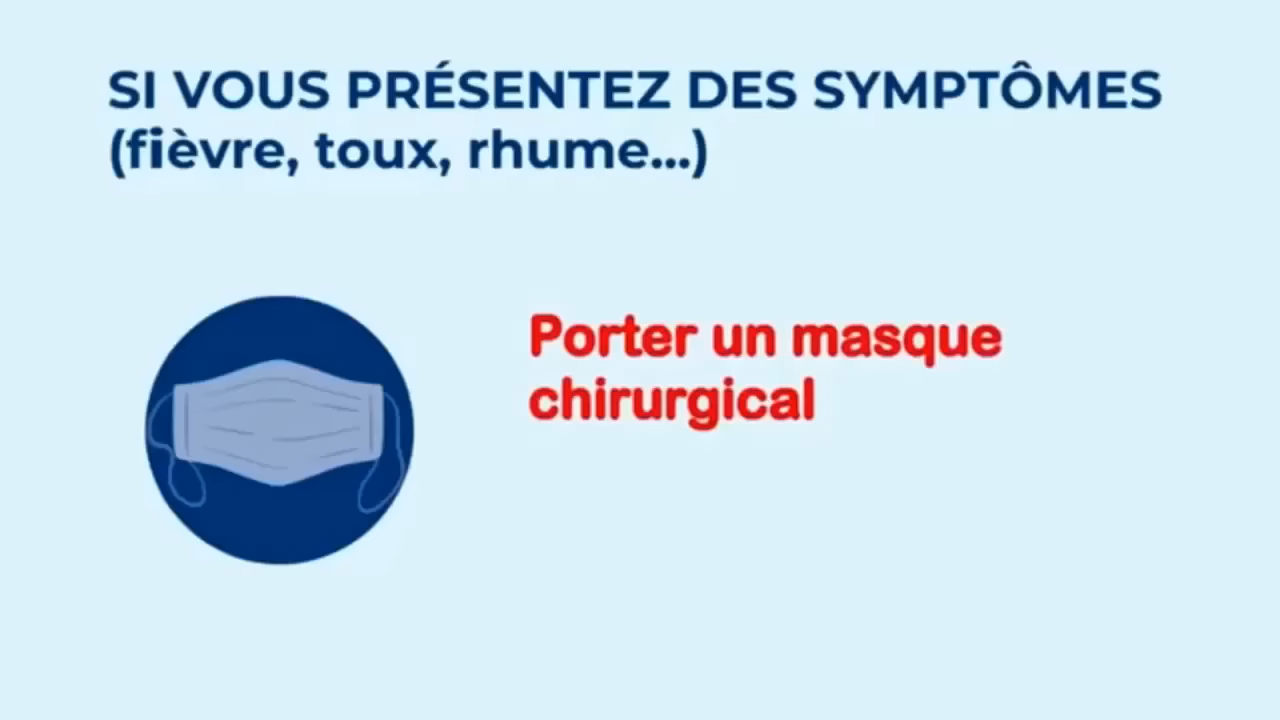 SI VOUS PRÉSENTEZ DES SYMPTÔMES
(fièvre, toux, rhume...)
Porter un masque
chirurgical